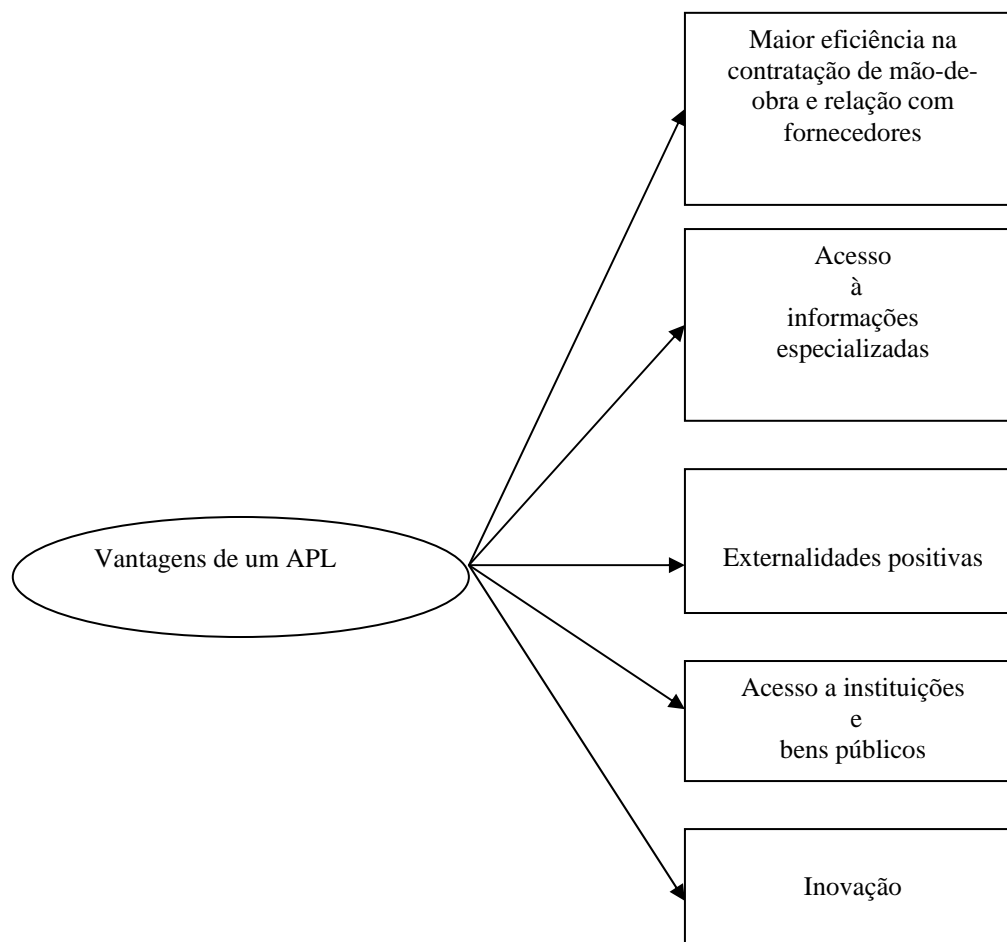 Maior eficiência na
contratação de mão-de-
obra e relação com
fornecedores
Acesso
à
informações
especializadas
Vantagens de um APL
Externalidades positivas
Acesso a instituições
e
bens públicos
Inovação